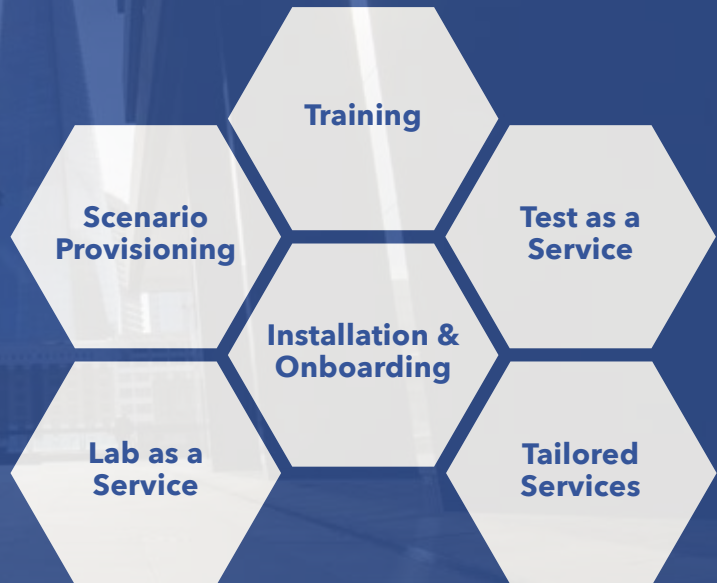 Training
Scenario
Provisioning
Test as a
Service
Installation &
Onboarding
Lab as a
Service
Tailored
Services